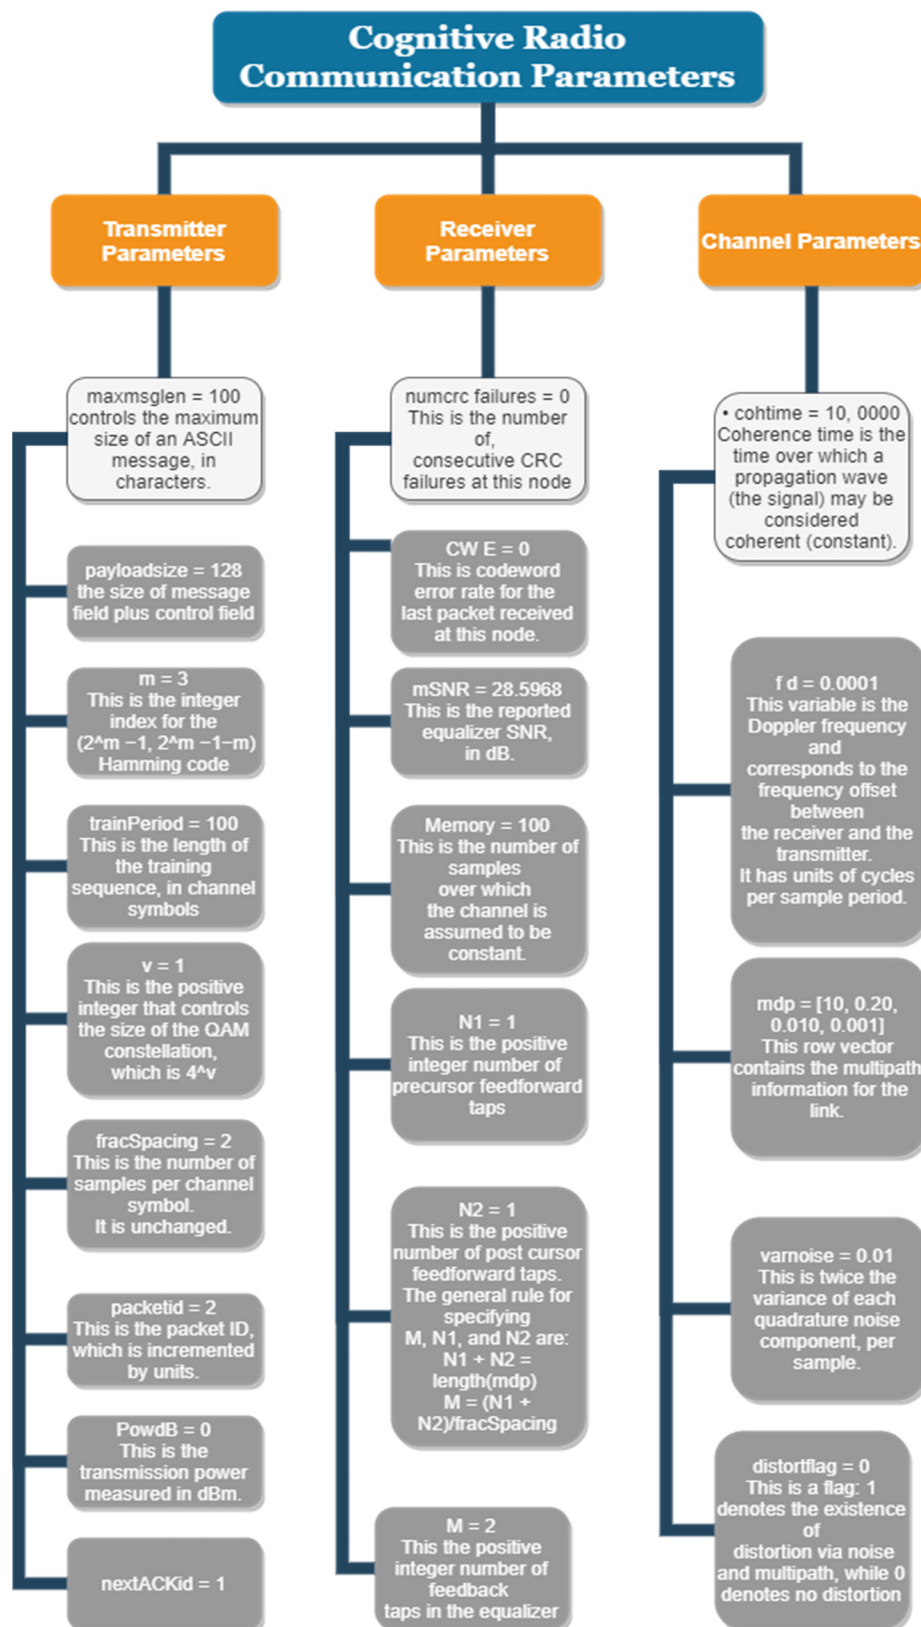 Cognitive Radio
Communication Parameters
Transmitter
Parameters
maxmsglen = 100
controls the maximum
size of an ASCII
message, in
characters.
payloadsize = 128
the size of message
field plus control field
m = 3
This is the integer
index for the
(2^m −1, 2^m −1−m)
Hamming code
trainPeriod = 100
This is the length of
the training
sequence, in channel
symbols
v = 1
This is the positive
integer that controls
the size of the QAM
constellation,
which is 4^v
fracSpacing = 2
This is the number of
samples per channel
symbol.
It is unchanged.
packetid = 2
This is the packet ID,
which is incremented
by units.
PowdB = 0
This is the
transmission power
measured in dBm.
nextACKid = 1
Receiver
Parameters
numcrc failures = 0
This is the number
of,
consecutive CRC
failures at this node
CW E = 0
This is codeword
error rate for the
last packet received
at this node.
mSNR = 28.5968
This is the reported
equalizer SNR,
in dB.
Memory = 100
This is the number of
samples
over which
the channel is
assumed to be
constant.
N1 = 1
This is the positive
integer number of
precursor feedforward
taps
N2 = 1
This is the positive
number of post cursor
feedforward taps.
The general rule for
specifying
M, N1, and N2 are:
N1 + N2 =
length(mdp)
M = (N1 +
N2)/fracSpacing
M = 2
This the positive
integer number of
feedback
taps in the equalizer
Channel Parameters
• cohtime = 10, 0000
Coherence time is the
time over which a
propagation wave
(the signal) may be
considered
coherent (constant).
f d = 0.0001
This variable is the
Doppler frequency
and
corresponds to the
frequency offset
between
the receiver and the
transmitter.
It has units of cycles
per sample period.
mdp = [10, 0.20,
0.010, 0.001]
This row vector
contains the multipath
information for the
link.
varnoise = 0.01
This is twice the
variance of each
quadrature noise
component, per
sample.
distortflag = 0
This is a flag: 1
denotes the existence
of
distortion via noise
and multipath, while 0
denotes no distortion